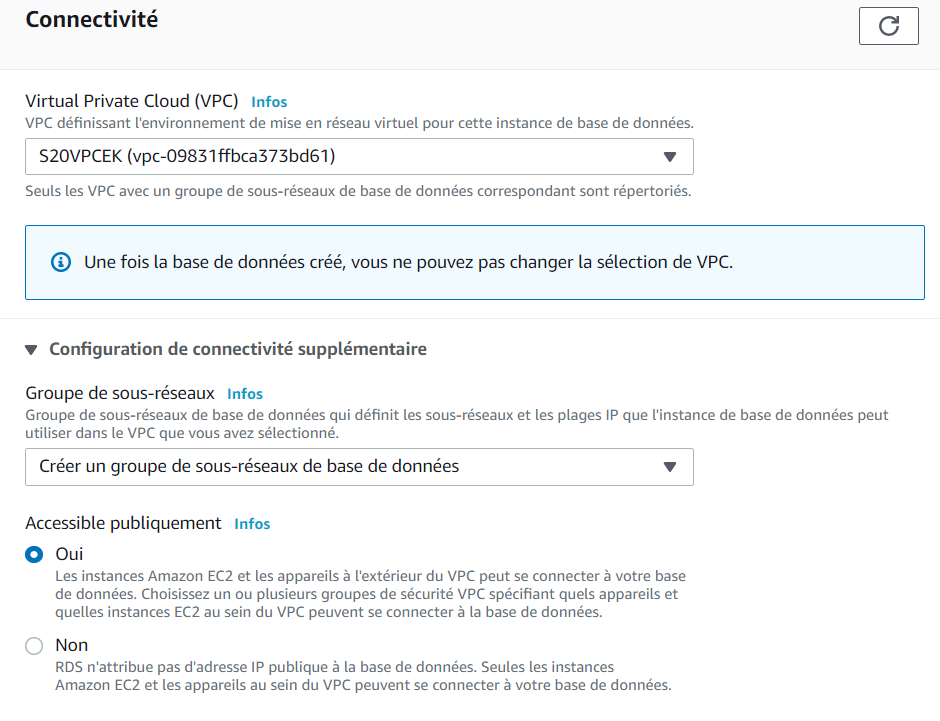 Connectivité
Virtual Private Cloud (VPC) Infos
VPC définissant l'environnement de mise en réseau virtuel pour cette instance de base de données.
S20VPCEK (vpc-09831ffbca373bd61)
Seuls les VPC avec un groupe de sous-réseaux de base de données correspondant sont répertoriés.
Une fois la base de données créé, vous ne pouvez pas changer la sélection de VPC.
Configuration de connectivité supplémentaire
Groupe de sous-réseaux Infos
Groupe de sous-réseaux de base de données qui définit les sous-réseaux et les plages IP que l'instance de base de données peut
utiliser dans le VPC que vous avez sélectionné.
Créer un groupe de sous-réseaux de base de données
Accessible publiquement Infos
Oui
Les instances Amazon EC2 et les appareils à l'extérieur du VPC peut se connecter à votre base
de données. Choisissez un ou plusieurs groupes de sécurité VPC spécifiant quels appareils et
quelles instances EC2 au sein du VPC peuvent se connecter à la base de données.
Non
RDS n'attribue pas d'adresse IP publique à la base de données. Seules les instances
Amazon EC2 et les appareils au sein du VPC peuvent se connecter à votre base de données.